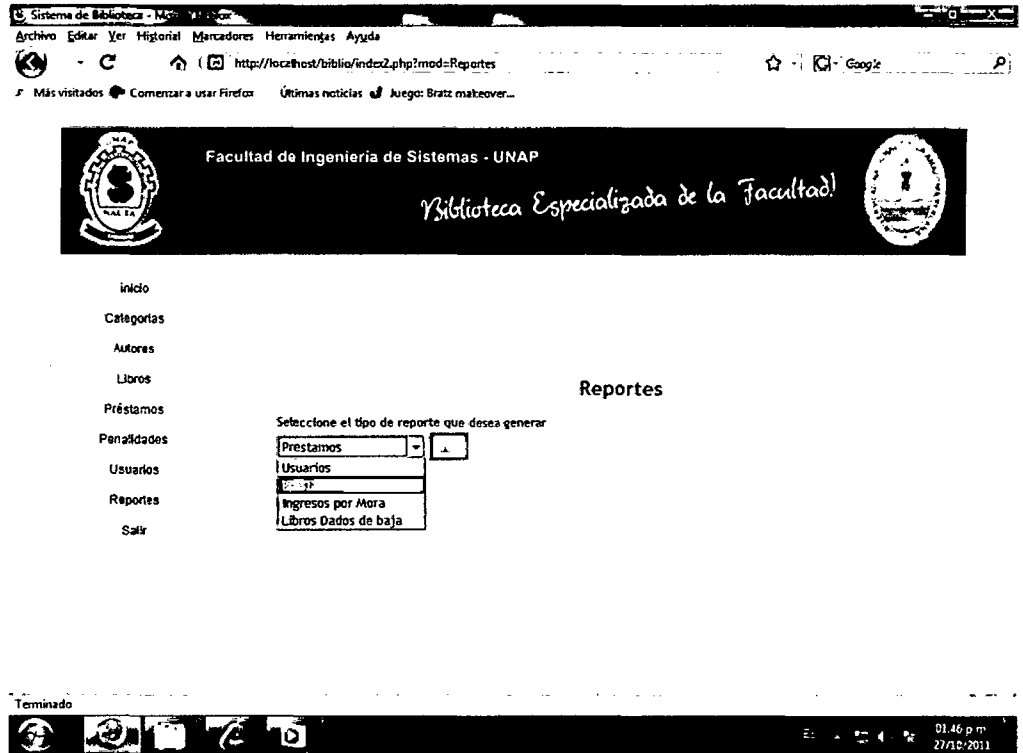 Sistema de Biblioteca -
Archivo Editar Ver Historial Marcadores Herramientas Ayuda
http://localhost/biblio/index2.php?mod=Reportes
Google
Más visitados Comenzar a usar Firefox Últimas noticias Juego: Bratz makeover...
Facultad de Ingenieria de Sistemas - UNAP
Biblioteca Especializada de la Facultad!
inicio
Categorias
Autores
Libros
Préstamos
Penalidades
Usuarios
Reportes
Salir
Reportes
Seleccione el tipo de reporte que desea generar
Prestamos
Usuarios
Ingresos por Mora
Libros Dados de baja
Terminado
01:46 p m
27/10/2011